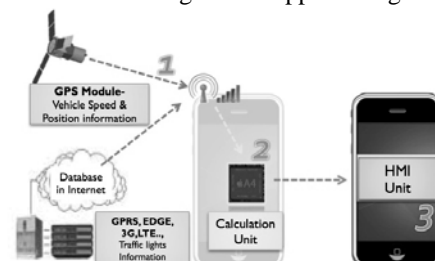 1
GPS Module-
Vehicle Speed &
Position information
2
Database
in Internet
GPRS, EDGE,
3G,LTE..,
Traffic lights
Information
Calculation
Unit
HMI
Unit
3